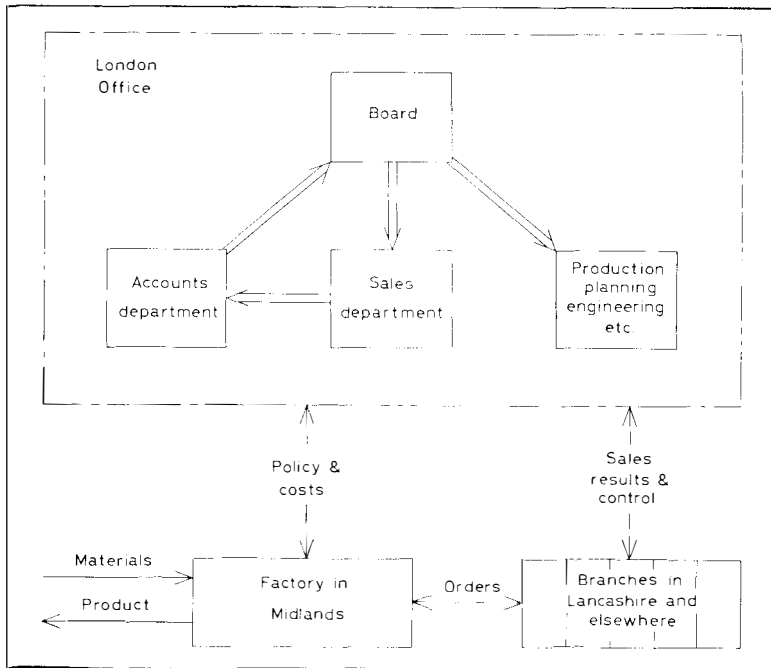 London
Office
Board
Accounts
department
Sales
department
Production
planning
engineering
etc.
Policy &
costs
Sales
results &
control
Materials
Product
Factory in
Midlands
Orders
Branches in
Lancashire and
elsewhere